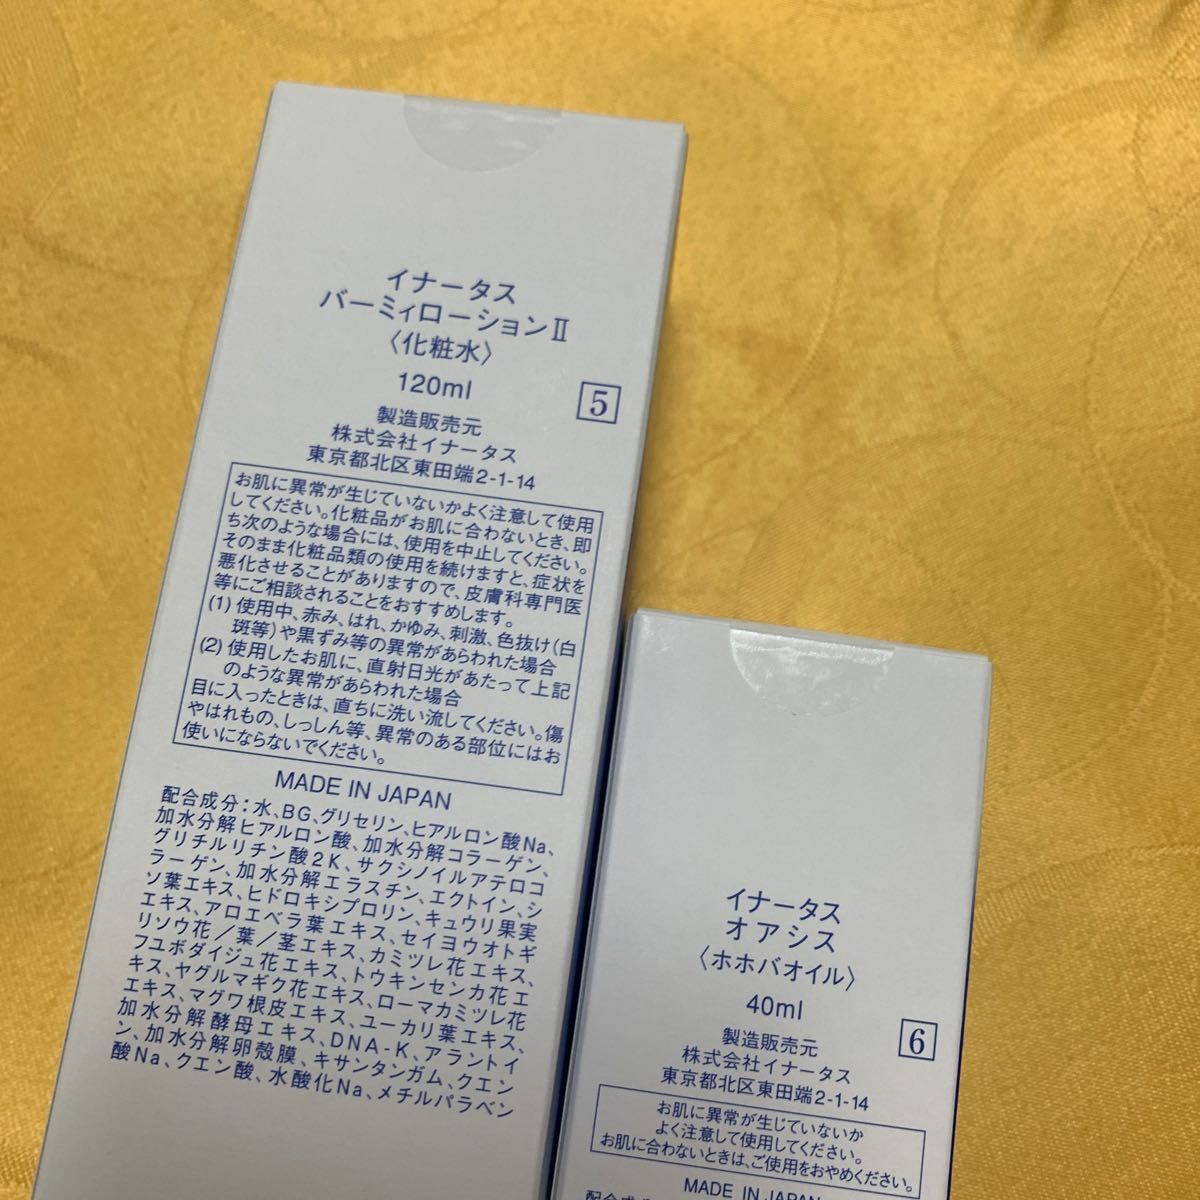 イナータス
バーミィローションⅡ
〈化粧水〉
120ml
5
製造販売元
株式会社イナータス
東京都北区東田端2-1-14
お肌に異常が生じていないかよく注意して使用
してください。化粧品がお肌に合わないとき、即
ち次のような場合には、使用を中止してください。
そのまま化粧品類の使用を続けますと、症状を
悪化させることがありますので、皮膚科専門医
等にご相談されることをおすすめします。
(1) 使用中、赤み、はれ、かゆみ、刺激、色抜け(白
斑等)や黒ずみ等の異常があらわれた場合
(2) 使用したお肌に、直射日光があたって上記
のような異常があらわれた場合
目に入ったときは、直ちに洗い流してください。傷
やはれもの、しっしん等、異常のある部位にはお
使いにならないでください。
MADE IN JAPAN
配合成分:水、BG、グリセリン、ヒアルロン酸Na、
加水分解ヒアルロン酸、加水分解コラーゲン、
グリチルリチン酸2K、サクシノイルアテロコ
ラーゲン、加水分解エラスチン、エクトイン、シ
ソ葉エキス、ヒドロキシプロリン、キュウリ果実
エキス、アロエベラ葉エキス、セイヨウオトギ
リソウ花/葉/茎エキス、カミツレ花エキス、
フユボダイジュ花エキス、トウキンセンカ花エ
キス、ヤグルマギク花エキス、ローマカミツレ花
エキス、マグワ根皮エキス、ユーカリ葉エキス、
加水分解酵母エキス、DNA-K、アラントイ
ン、加水分解卵殻膜、キサンタンガム、クエン
酸Na、クエン酸、水酸化Na、メチルパラベン
イナータス
オアシス
〈ホホバオイル〉
40ml
6
製造販売元
株式会社イナータス
東京都北区東田端2-1-14
お肌に異常が生じていないか
よく注意して使用してください。
お肌に合わないときは、ご使用をおやめください。
MADE IN JAPAN